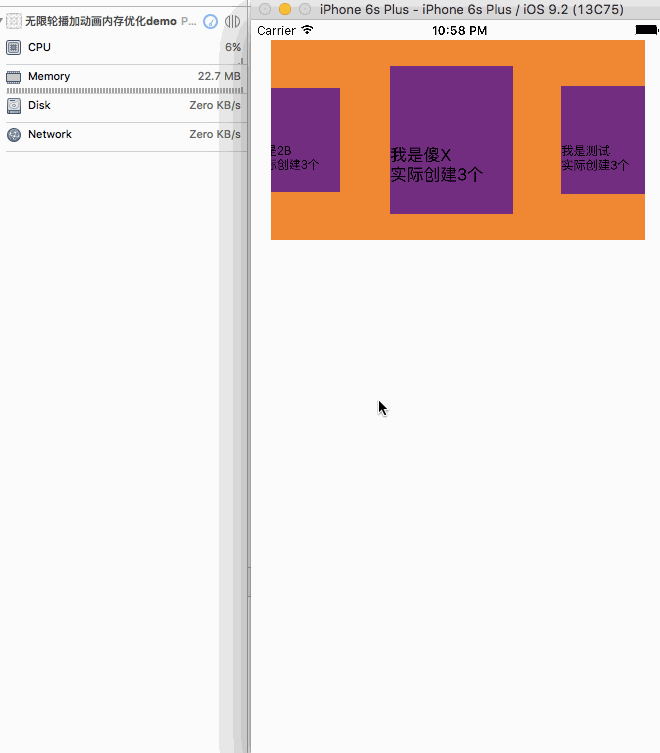 无限轮播加动画内存优化demo P...
CPU
6%
Memory
22.7 MB
Disk
Zero KB/s
Network
Zero KB/s
iPhone 6s Plus - iPhone 6s Plus / iOS 9.2 (13C75)
Carrier
10:58 PM
是2B
际创建3个
我是傻X
实际创建3个
我是测试
实际创建3个